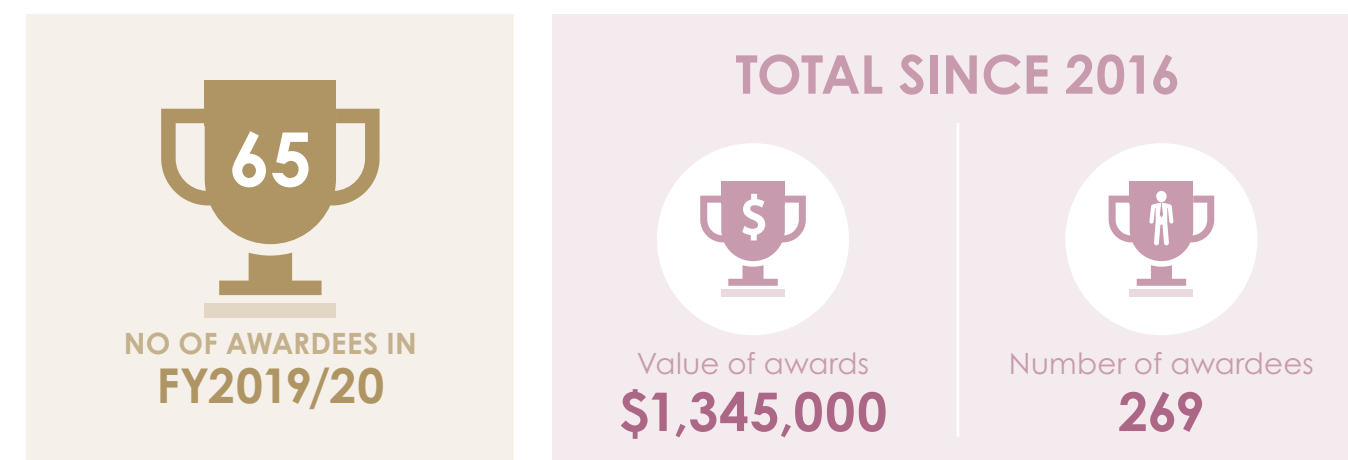 65
NO OF AWARDEES IN
FY2019/20
TOTAL SINCE 2016
$
Value of awards
$1,345,000
Number of awardees
269